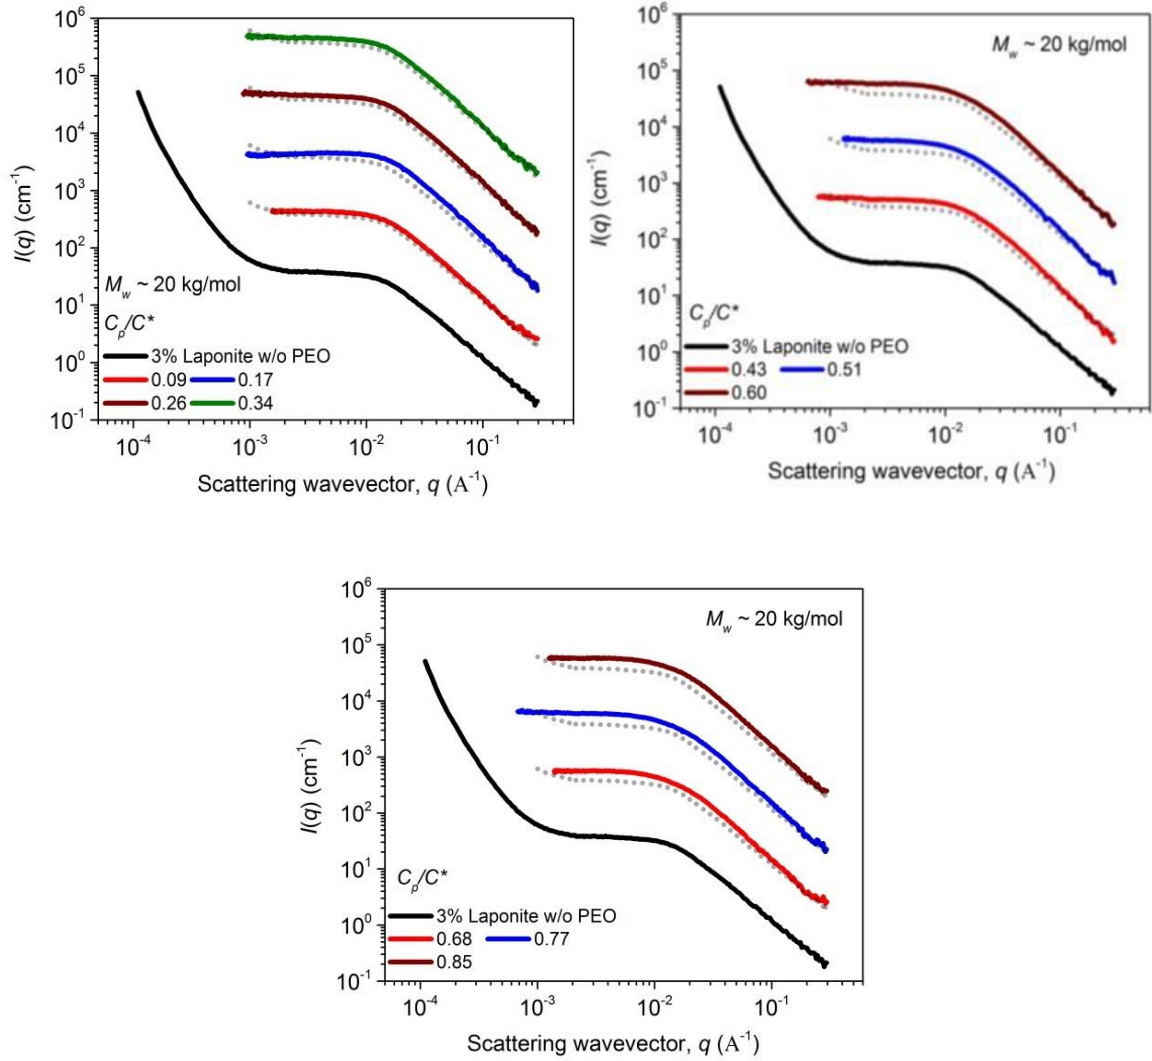 10^6
10^5
10^4
10^3
10^2
10^1
10^0
10^-1
I(q) (cm^-1)
M_w ~ 20 kg/mol
C_p/C*
3% Laponite w/o PEO
0.09 0.17
0.26 0.34
10^-4 10^-3 10^-2 10^-1
Scattering wavevector, q (A^-1)
10^6
10^5
10^4
10^3
10^2
10^1
10^0
10^-1
I(q) (cm^-1)
M_w ~ 20 kg/mol
C_p/C*
3% Laponite w/o PEO
0.43 0.51
0.60
10^-4 10^-3 10^-2 10^-1
Scattering wavevector, q (A^-1)
10^6
10^5
10^4
10^3
10^2
10^1
10^0
10^-1
I(q) (cm^-1)
M_w ~ 20 kg/mol
C_p/C*
3% Laponite w/o PEO
0.68 0.77
0.85
10^-4 10^-3 10^-2 10^-1
Scattering wavevector, q (A^-1)